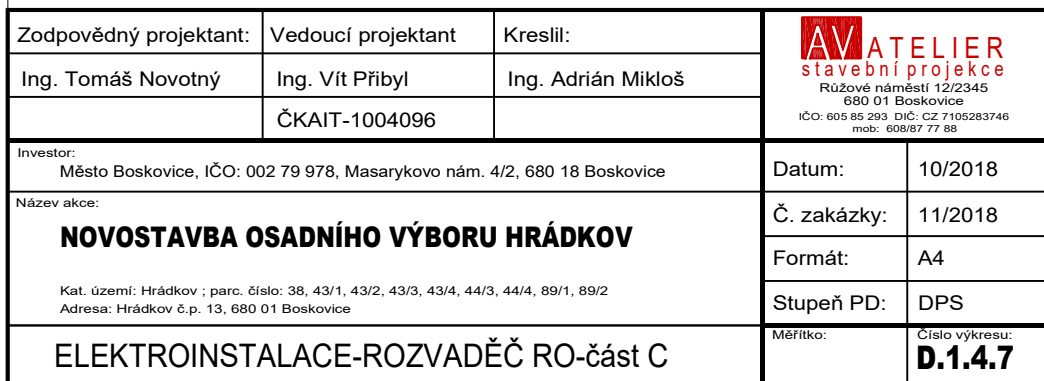 Zodpovědný projektant: Vedoucí projektant Kreslil:
Ing. Tomáš Novotný Ing. Vít Přibyl Ing. Adrián Mikloš
ČKAIT-1004096
AV ATELIER
stavební projekce
Růžové náměstí 12/2345
680 01 Boskovice
IČO: 605 85 293 DIČ: CZ 7105283746
mob: 608/87 77 88
Investor:
Město Boskovice, IČO: 002 79 978, Masarykovo nám. 4/2, 680 18 Boskovice
Datum: 10/2018
Název akce:
NOVOSTAVBA OSADNÍHO VÝBORU HRÁDKOV
Kat. území: Hrádkov ; parc. číslo: 38, 43/1, 43/2, 43/3, 43/4, 44/3, 44/4, 89/1, 89/2
Adresa: Hrádkov č.p. 13, 680 01 Boskovice
Č. zakázky: 11/2018
Formát: A4
Stupeň PD: DPS
ELEKTROINSTALACE-ROZVADĚČ RO-část C
Měřítko: Číslo výkresu:
D.1.4.7